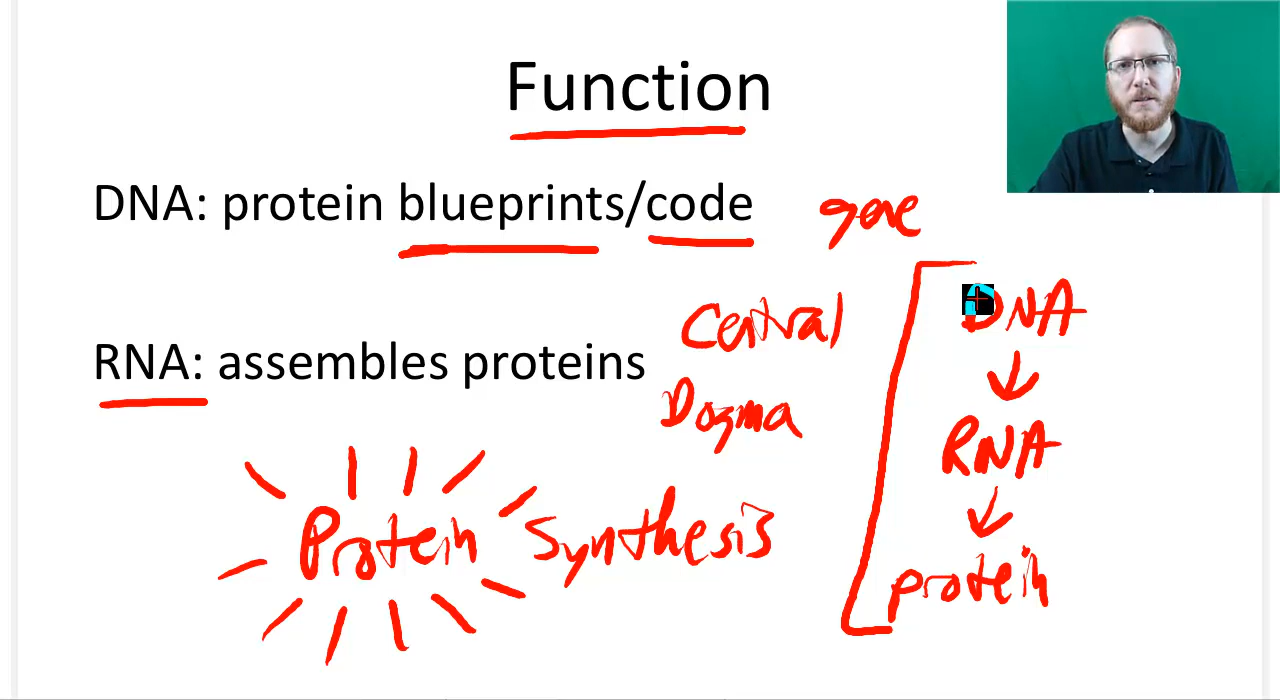 Function
DNA: protein blueprints/code
gene
RNA: assembles proteins
Central
Dogma
DNA
RNA
protein
Protein Synthesis